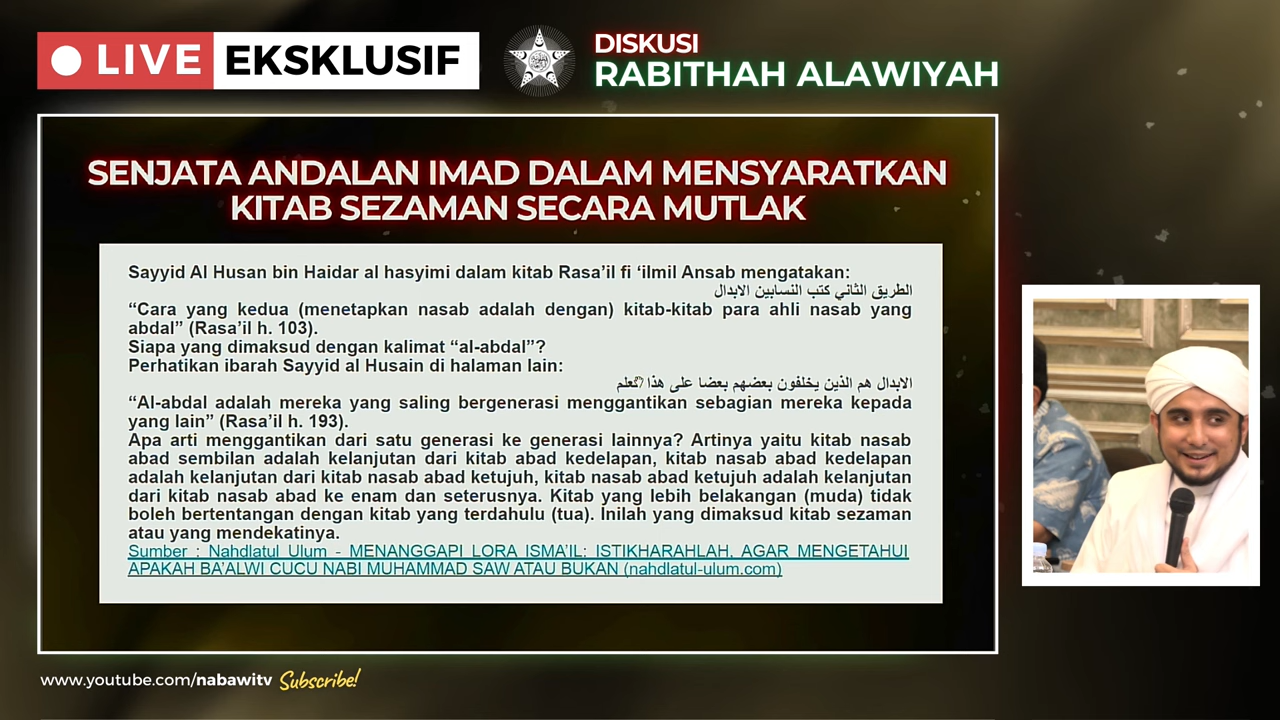 LIVE EKSKLUSIF
DISKUSI
RABITHAH ALAWIYAH
SENJATA ANDALAN IMAD DALAM MENSYARATKAN
KITAB SEZAMAN SECARA MUTLAK
Sayyid Al Husan bin Haidar al hasyimi dalam kitab Rasa’il fi ‘ilmil Ansab mengatakan:
الطريق الثاني كتب النسابين الابدال
“Cara yang kedua (menetapkan nasab adalah dengan) kitab-kitab para ahli nasab yang
abdal” (Rasa’il h. 103).
Siapa yang dimaksud dengan kalimat “al-abdal”?
Perhatikan ibarah Sayyid al Husain di halaman lain:
الابدال هم الذين يخلفون بعضهم بعضا على هذا
“Al-abdal adalah mereka yang saling bergenerasi menggantikan sebagian mereka kepada
yang lain” (Rasa’il h. 193).
Apa arti menggantikan dari satu generasi ke generasi lainnya? Artinya yaitu kitab nasab
abad sembilan adalah kelanjutan dari kitab abad kedelapan, kitab nasab abad kedelapan
adalah kelanjutan dari kitab nasab abad ketujuh, kitab nasab abad ketujuh adalah kelanjutan
dari kitab nasab abad ke enam dan seterusnya. Kitab yang lebih belakangan (muda) tidak
boleh bertentangan dengan kitab yang terdahulu (tua). Inilah yang dimaksud kitab sezaman
atau yang mendekatinya.
Sumber : Nahdlatul Ulum - MENANGGAPI LORA ISMA’IL: ISTIKHARAHLAH, AGAR MENGETAHUI
APAKAH BA’ALWI CUCU NABI MUHAMMAD SAW ATAU BUKAN (nahdlatul-ulum.com)
www.youtube.com/nabawitv Subscribe!